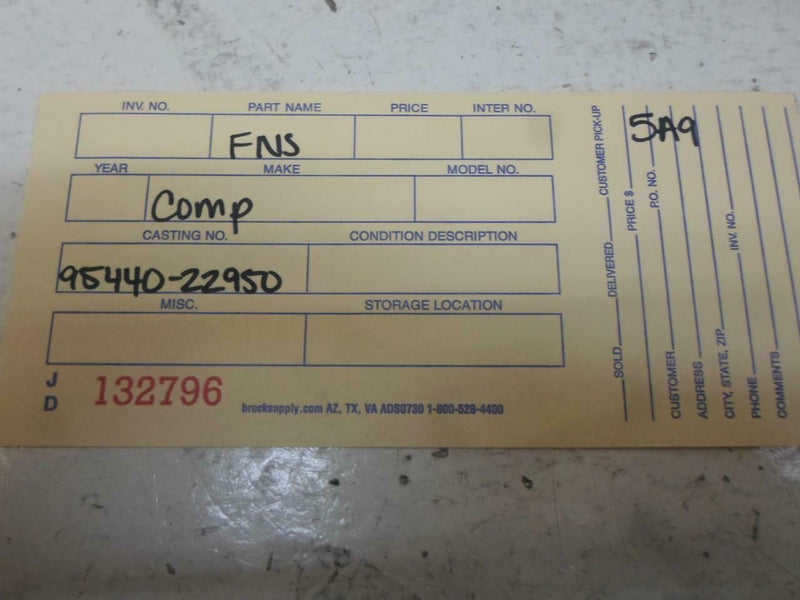 INV. NO. PART NAME PRICE INTER NO.
FNS
YEAR MAKE MODEL NO.
Comp
CASTING NO. CONDITION DESCRIPTION
95440-22950
MISC. STORAGE LOCATION
J
D
132796
brocksupply.com AZ, TX, VA ADS0730 1-800-528-4400
5A9
SOLD DELIVERED CUSTOMER PICK-UP
PRICE $
P.O. NO.
CUSTOMER
ADDRESS
CITY, STATE, ZIP
INV. NO.
PHONE
COMMENTS